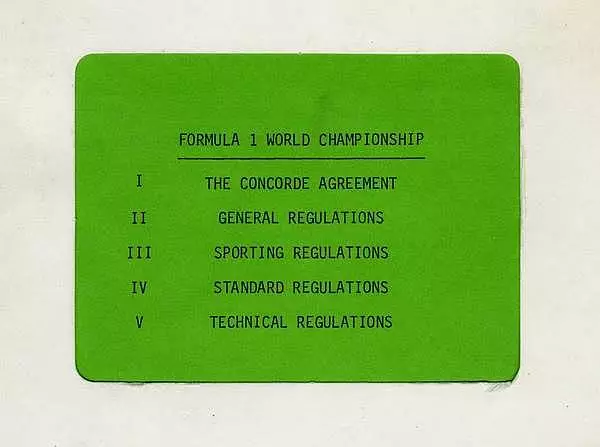 FORMULA 1 WORLD CHAMPIONSHIP
I THE CONCORDE AGREEMENT
II GENERAL REGULATIONS
III SPORTING REGULATIONS
IV STANDARD REGULATIONS
V TECHNICAL REGULATIONS